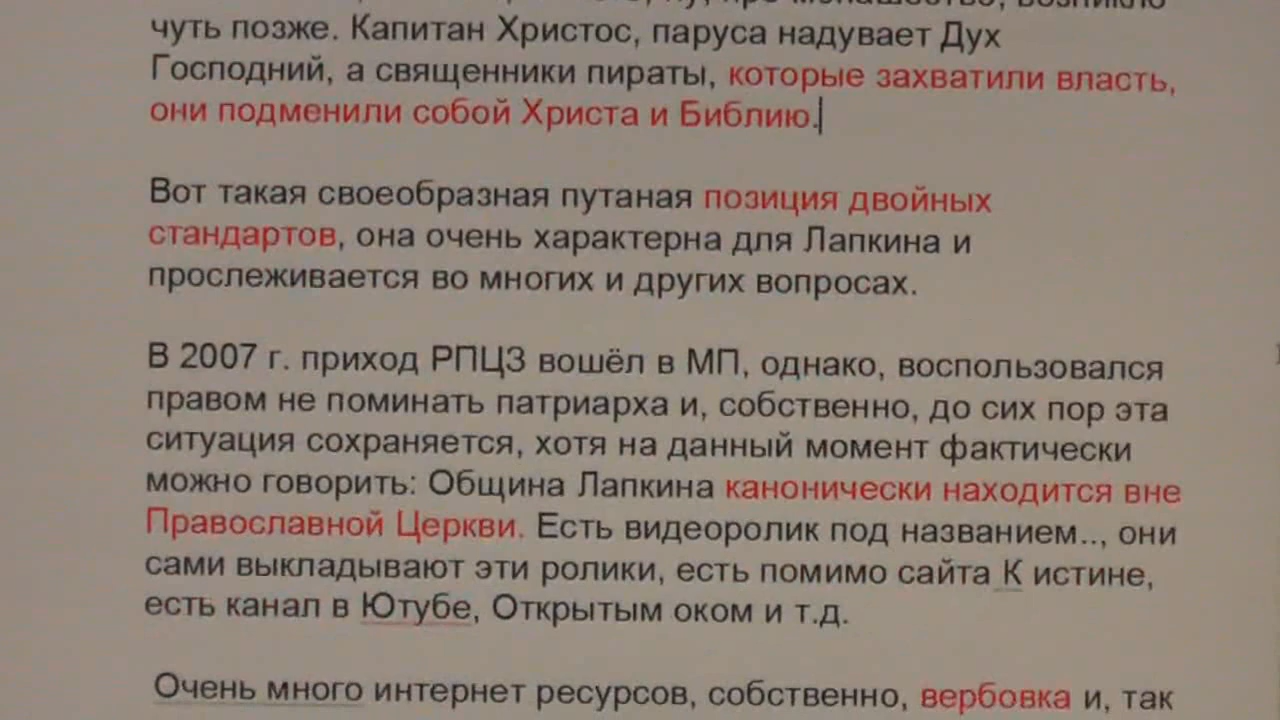 чуть позже. Капитан Христос, паруса надувает Дух
Господний, а священники пираты, которые захватили власть,
они подменили собой Христа и Библию.
Вот такая своеобразная путаная позиция двойных
стандартов, она очень характерна для Лапкина и
прослеживается во многих и других вопросах.
В 2007 г. приход РПЦЗ вошёл в МП, однако, воспользовался
правом не поминать патриарха и, собственно, до сих пор эта
ситуация сохраняется, хотя на данный момент фактически
можно говорить: Община Лапкина канонически находится вне
Православной Церкви. Есть видеоролик под названием.., они
сами выкладывают эти ролики, есть помимо сайта К истине,
есть канал в Ютубе, Открытым оком и т.д.
Очень много интернет ресурсов, собственно, вербовка и, так